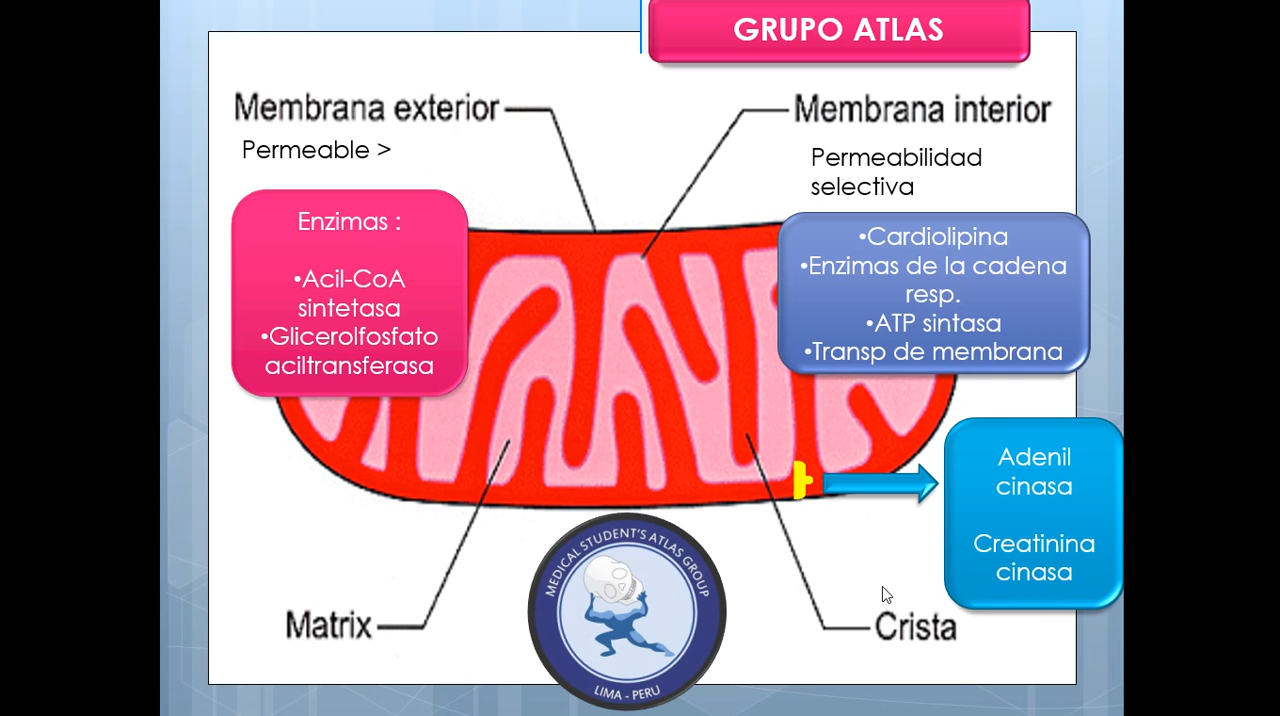 GRUPO ATLAS
Membrana exterior
Permeable >
Membrana interior
Permeabilidad
selectiva
Enzimas :
•Acil-CoA
sintetasa
•Glicerolfosfato
aciltransferasa
•Cardiolipina
•Enzimas de la cadena
resp.
•ATP sintasa
•Transp de membrana
Adenil
cinasa
Creatinina
cinasa
Matrix
Crista
MEDICAL STUDENT'S ATLAS GROUP
LIMA - PERU